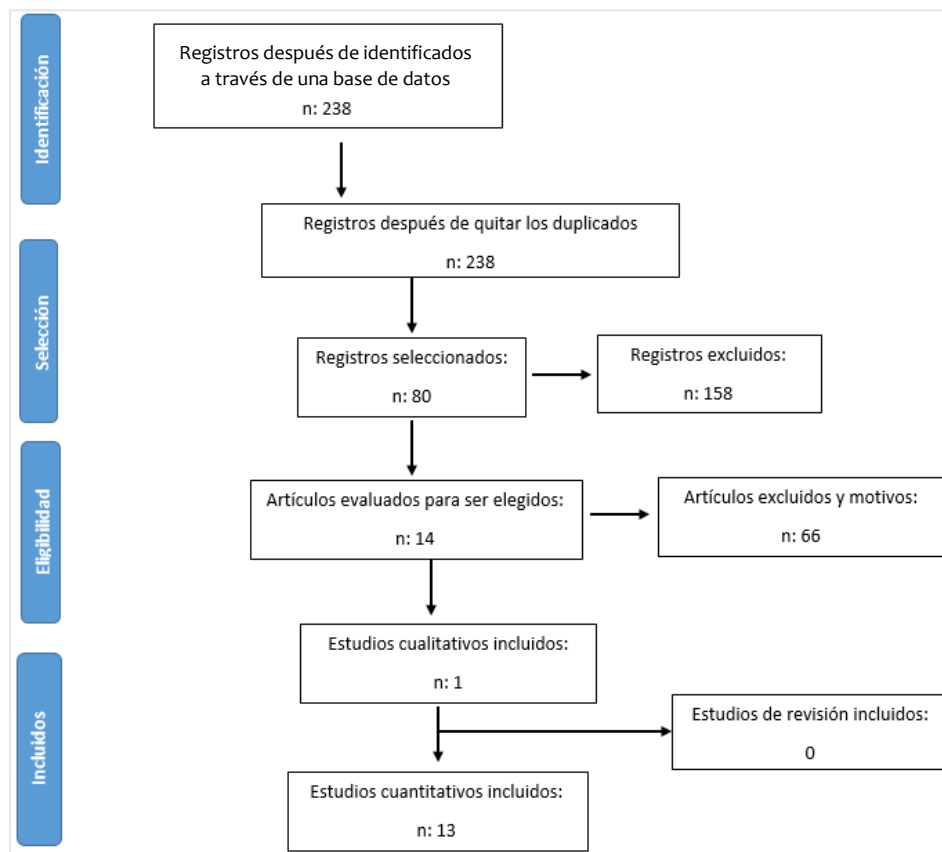 Identificación
Registros después de identificados
a través de una base de datos
n: 238
Registros después de quitar los duplicados
n: 238
Selección
Registros seleccionados:
n: 80
Registros excluidos:
n: 158
Eligibilidad
Artículos evaluados para ser elegidos:
n: 14
Artículos excluidos y motivos:
n: 66
Estudios cualitativos incluidos:
n: 1
Incluidos
Estudios de revisión incluidos:
0
Estudios cuantitativos incluidos:
n: 13